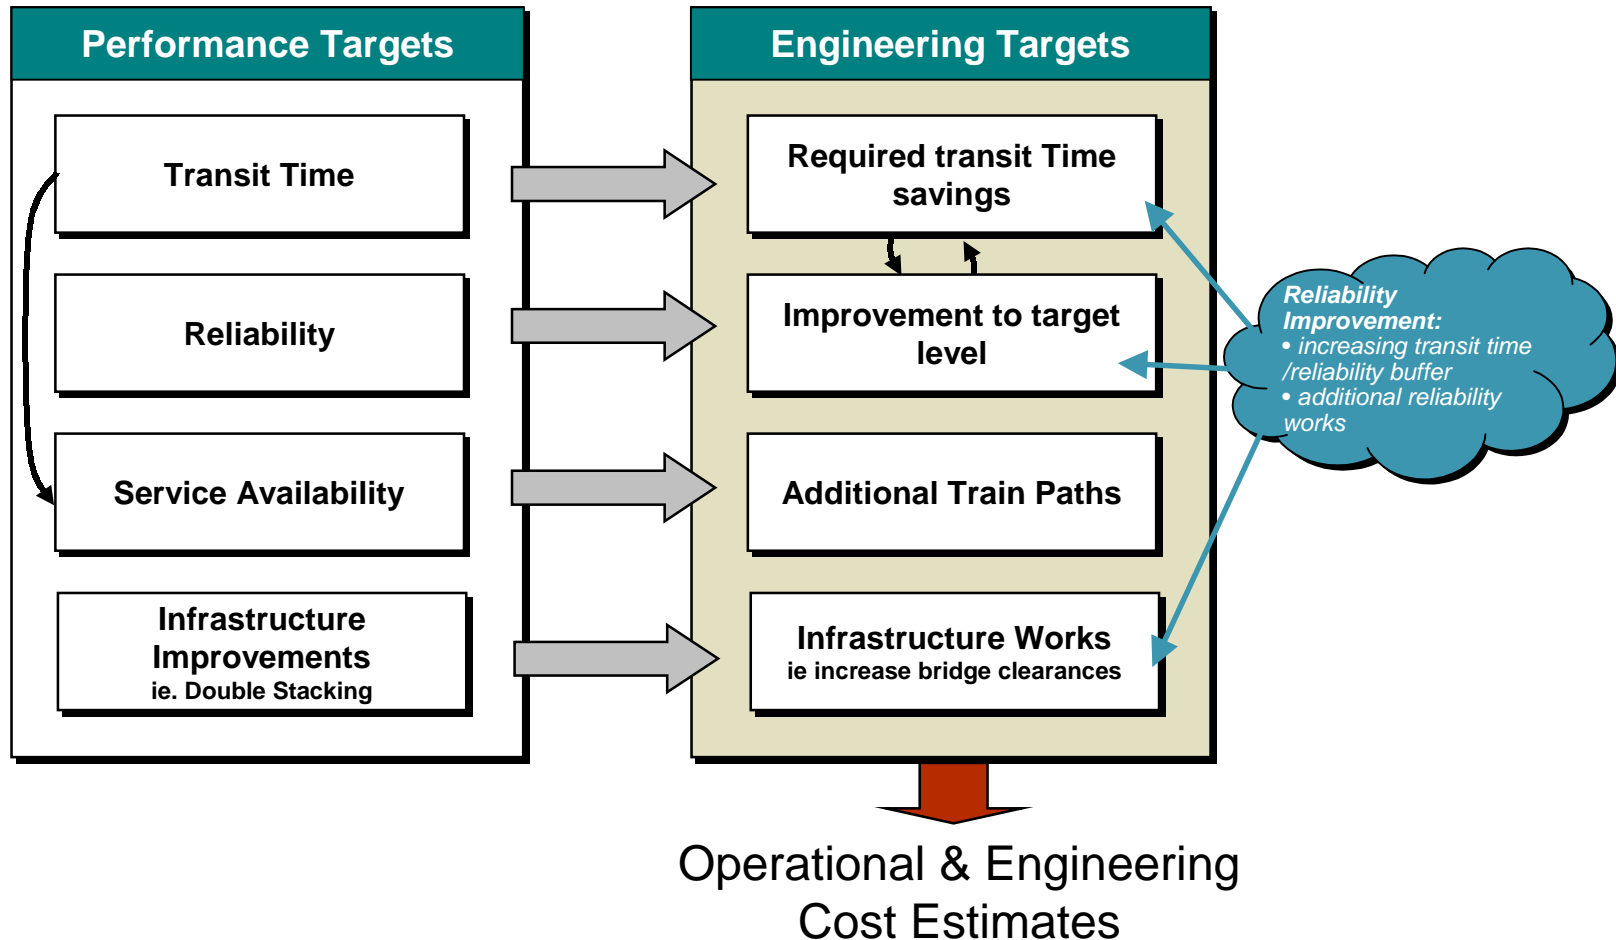 Performance Targets
Transit Time
Reliability
Service Availability
Infrastructure
Improvements
ie. Double Stacking
Engineering Targets
Required transit Time
savings
Improvement to target
level
Additional Train Paths
Infrastructure Works
ie increase bridge clearances
Reliability
Improvement:
• increasing transit time
/reliability buffer
• additional reliability
works
Operational & Engineering
Cost Estimates